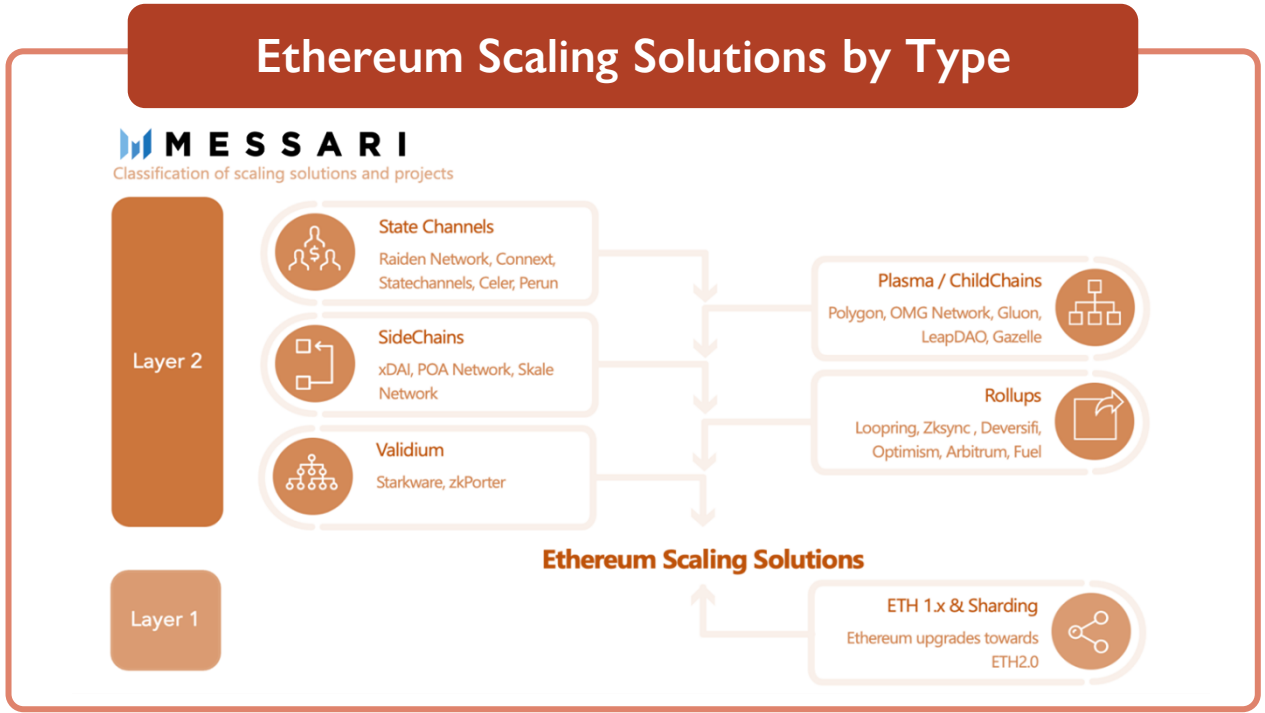 Ethereum Scaling Solutions by Type
MESSARI
Classification of scaling solutions and projects
Layer 2
State Channels
Raiden Network, Connext,
Statechannels, Celer, Perun
Plasma / ChildChains
Polygon, OMG Network, Gluon,
LeapDAO, Gazelle
SideChains
xDAI, POA Network, Skale
Network
Rollups
Loopring, Zksync , Deversifi,
Optimism, Arbitrum, Fuel
Validium
Starkware, zkPorter
Ethereum Scaling Solutions
Layer 1
ETH 1.x & Sharding
Ethereum upgrades towards
ETH2.0